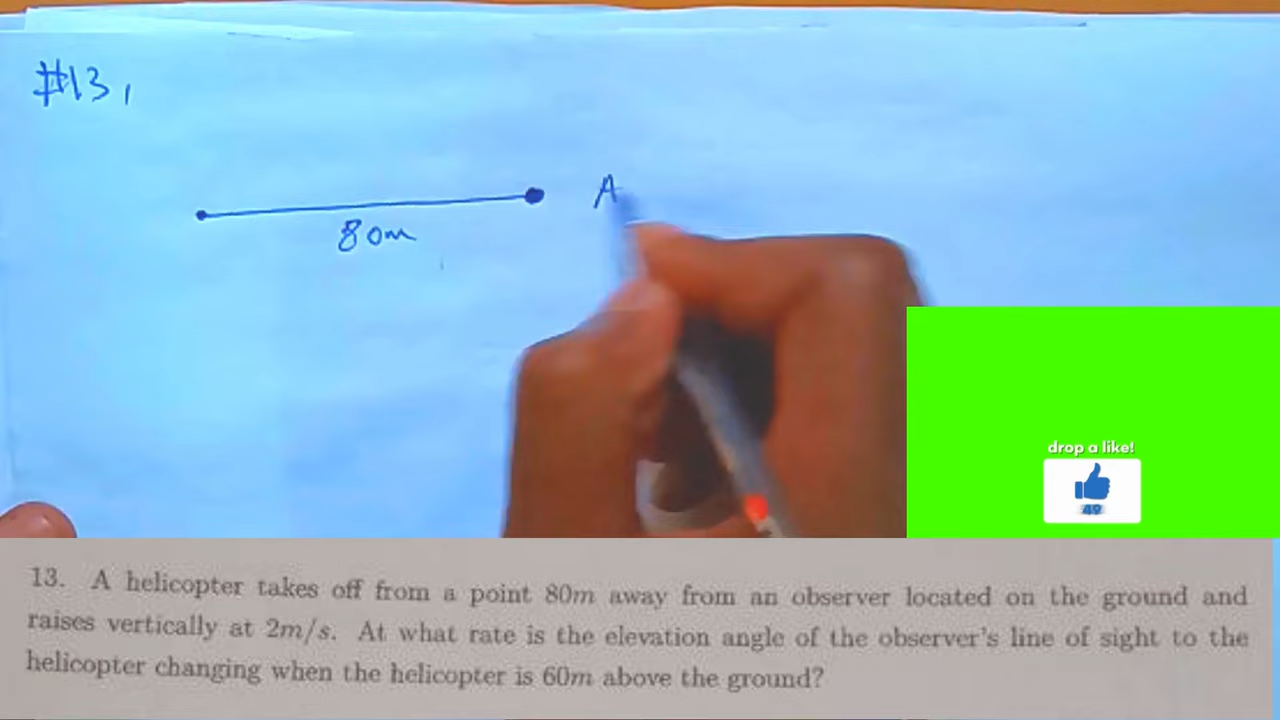 #13,
A
80m
drop a like!
49
13. A helicopter takes off from a point 80m away from an observer located on the ground and
raises vertically at 2m/s. At what rate is the elevation angle of the observer's line of sight to the
helicopter changing when the helicopter is 60m above the ground?